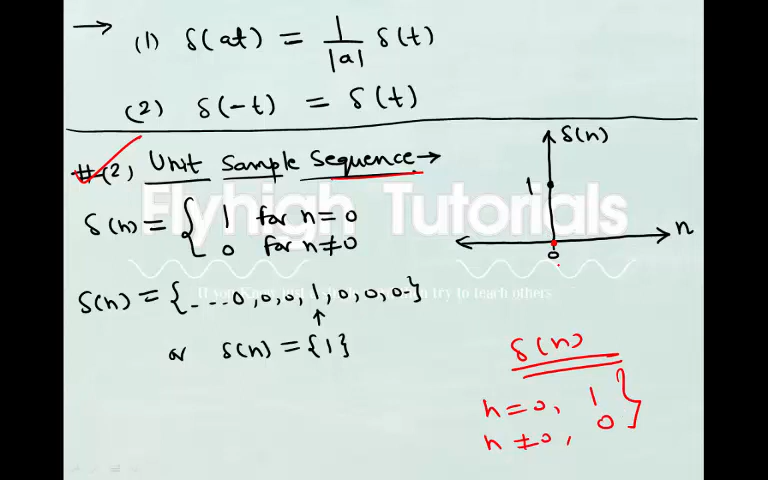 → (1) δ(at) = 1/|a| δ(t)
(2) δ(-t) = δ(t)
#(2) Unit Sample Sequence→
δ(n) = { 1 for n=0
0 for n≠0
δ(n) = {....0,0,0,1,0,0,0..}
↑
or δ(n) = {1}
δ(n)
1
n
0
δ(n)
n=0, 1
n≠0, 0 }
Flyhigh Tutorials